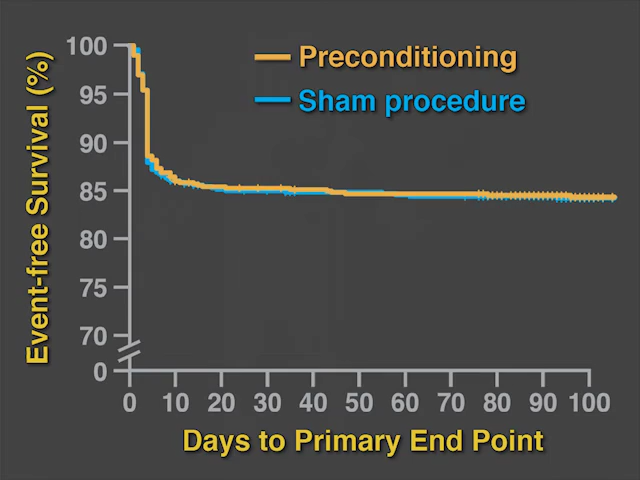 Event-free Survival (%)
100
95
90
85
80
75
70
0
Preconditioning
Sham procedure
0 10 20 30 40 50 60 70 80 90 100
Days to Primary End Point